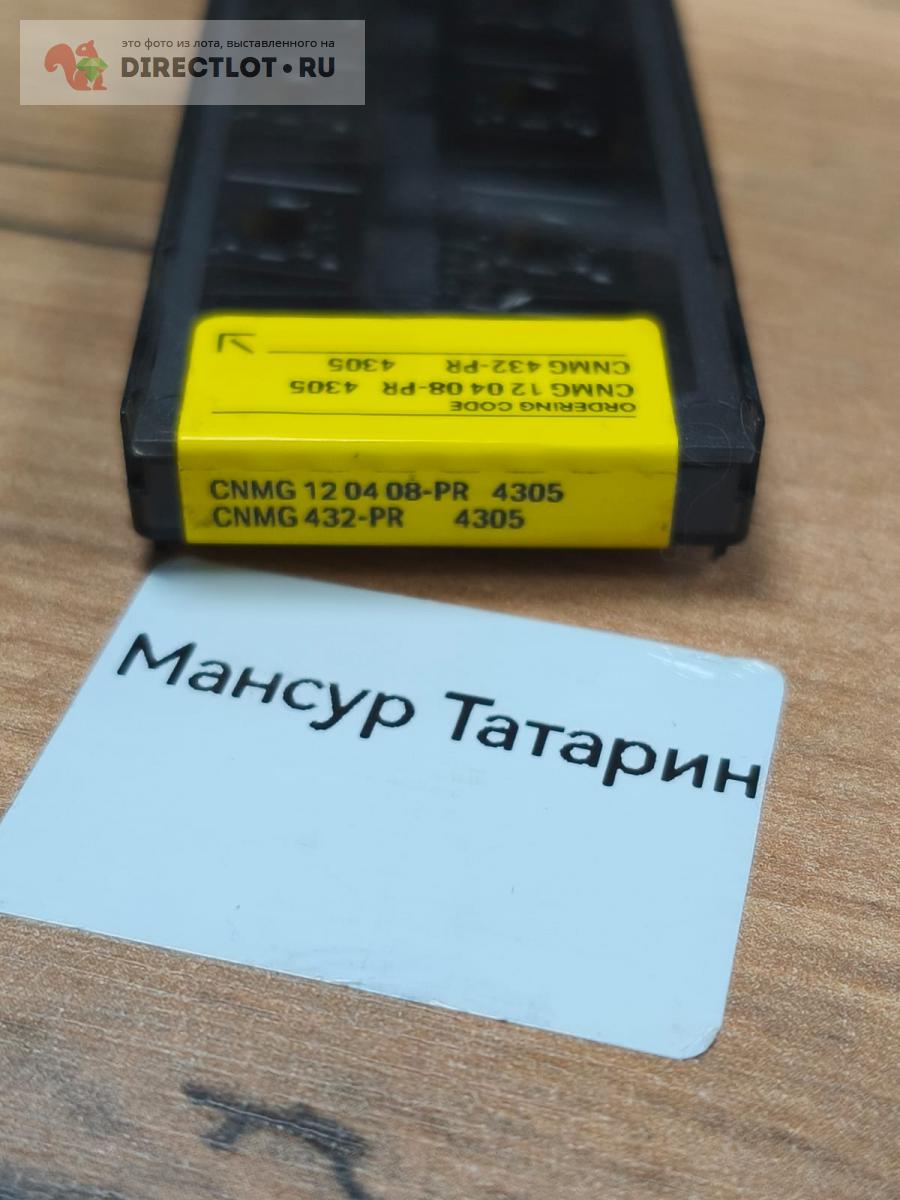 это фото из лота, выставленного на
DIRECTLOT•RU
CNMG 432-PR 4305
CNMG 12 04 08-PR 4305
ORDERING CODE
CNMG 12 04 08-PR 4305
CNMG 432-PR 4305
Мансур Татарин